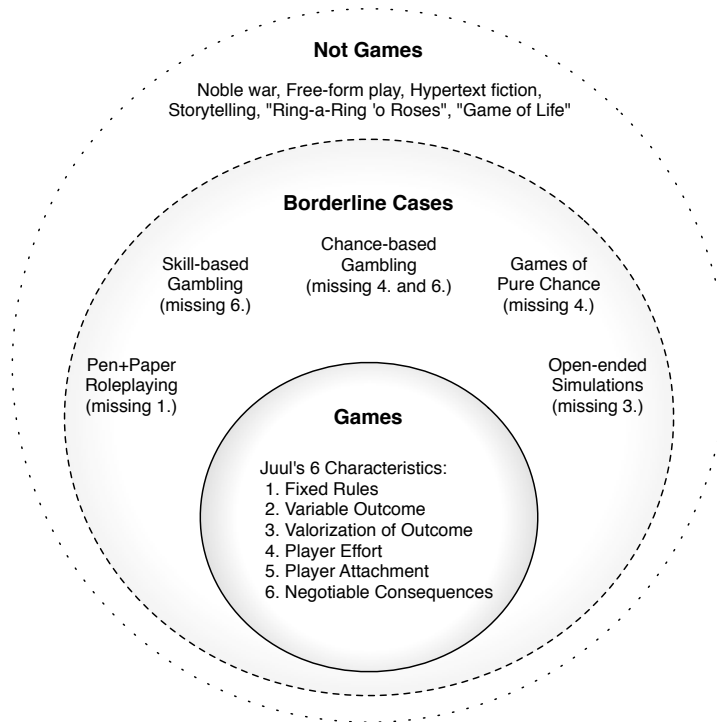 Not Games
Noble war, Free-form play, Hypertext fiction,
Storytelling, "Ring-a-Ring 'o Roses", "Game of Life"
Borderline Cases
Skill-based
Gambling
(missing 6.)
Chance-based
Gambling
(missing 4. and 6.)
Games of
Pure Chance
(missing 4.)
Pen+Paper
Roleplaying
(missing 1.)
Open-ended
Simulations
(missing 3.)
Games
Juul's 6 Characteristics:
1. Fixed Rules
2. Variable Outcome
3. Valorization of Outcome
4. Player Effort
5. Player Attachment
6. Negotiable Consequences